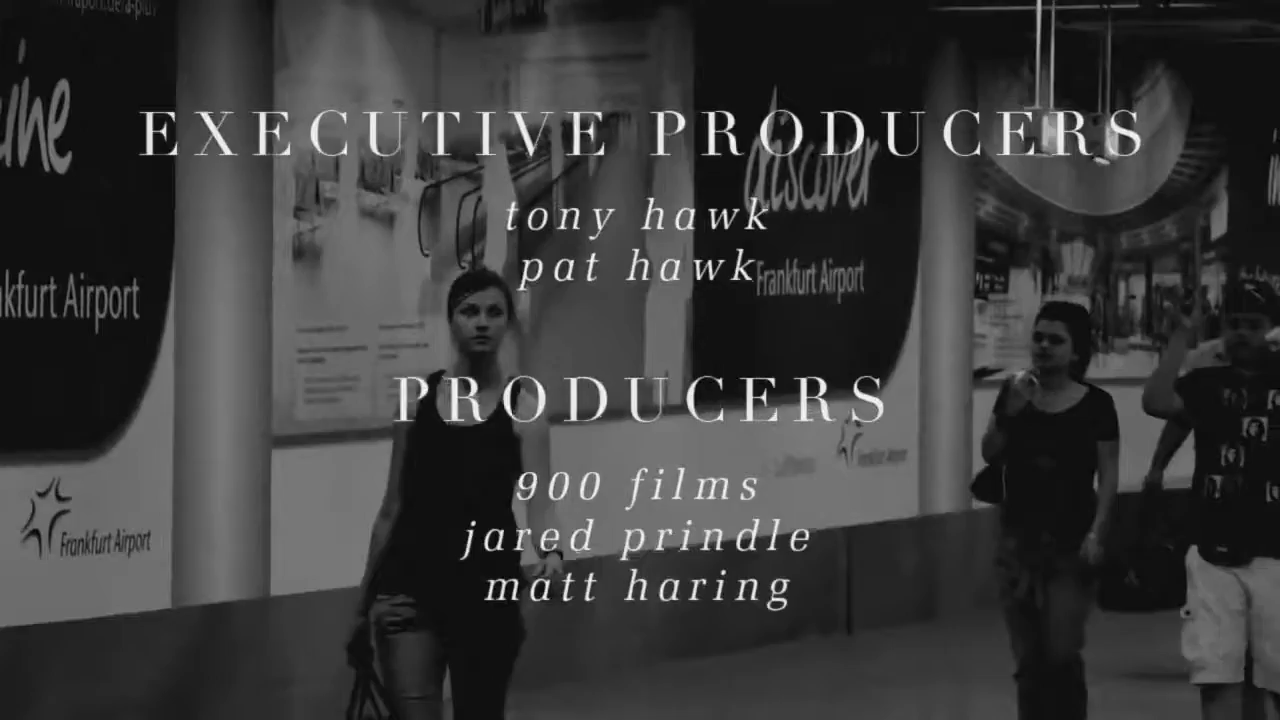 EXECUTIVE PRODUCERS
tony hawk
pat hawk
discover
Frankfurt Airport
PRODUCERS
900 films
jared prindle
matt haring
Frankfurt Airport
Frankfurt Airport